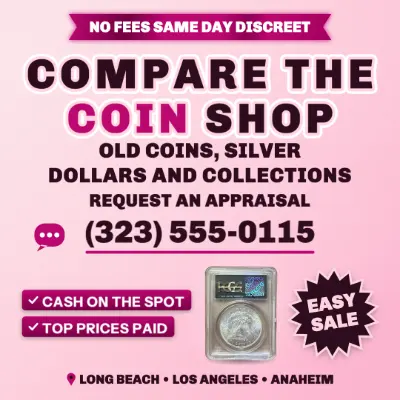 NO FEES SAME DAY DISCREET
COMPARE THE
COIN SHOP
OLD COINS, SILVER
DOLLARS AND COLLECTIONS
REQUEST AN APPRAISAL
(323) 555-0115
CASH ON THE SPOT
TOP PRICES PAID
EASY
SALE
LONG BEACH • LOS ANGELES • ANAHEIM